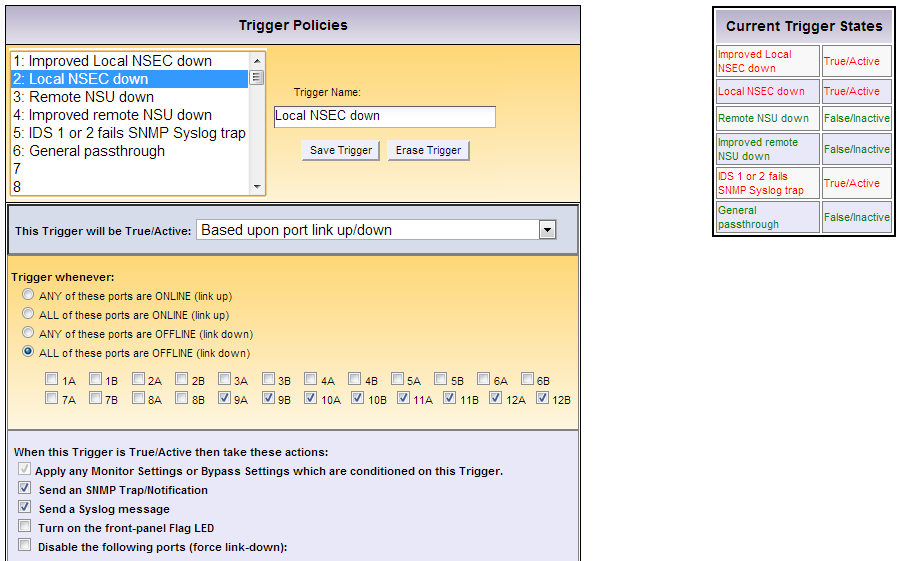 Trigger Policies
1: Improved Local NSEC down
2: Local NSEC down
3: Remote NSU down
4: Improved remote NSU down
5: IDS 1 or 2 fails SNMP Syslog trap
6: General passthrough
7
8
Trigger Name:
Local NSEC down
Save Trigger Erase Trigger
This Trigger will be True/Active: Based upon port link up/down
Trigger whenever:
ANY of these ports are ONLINE (link up)
ALL of these ports are ONLINE (link up)
ANY of these ports are OFFLINE (link down)
ALL of these ports are OFFLINE (link down)
1A 1B 2A 2B 3A 3B 4A 4B 5A 5B 6A 6B
7A 7B 8A 8B 9A 9B 10A 10B 11A 11B 12A 12B
When this Trigger is True/Active then take these actions:
Apply any Monitor Settings or Bypass Settings which are conditioned on this Trigger.
Send an SNMP Trap/Notification
Send a Syslog message
Turn on the front-panel Flag LED
Disable the following ports (force link-down):
Current Trigger States
Improved Local
NSEC down
True/Active
Local NSEC down True/Active
Remote NSU down False/Inactive
Improved remote
NSU down
False/Inactive
IDS 1 or 2 fails
SNMP Syslog trap
True/Active
General
passthrough
False/Inactive